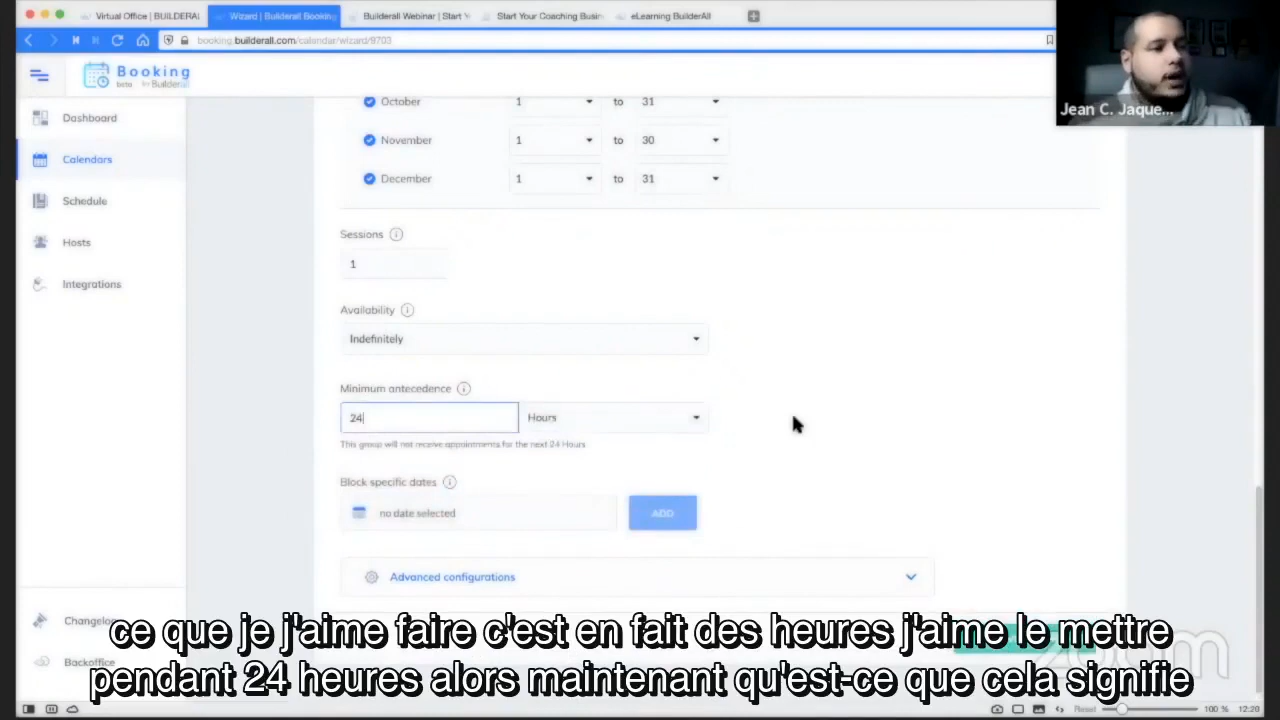 Virtual Office | BUILDERAL
Wizard | Builderall Booking
Builderall Webinar | Start Y
Start Your Coaching Busin
eLearning BuilderAll
booking.builderall.com/calendar/wizard/9703
Booking
beta by Builderall
Jean C. Jaque...
Dashboard
Calendars
Schedule
Hosts
Integrations
October 1 to 31
November 1 to 30
December 1 to 31
Sessions
1
Availability
Indefinitely
Minimum antecedence
24 Hours
This group will not receive appointments for the next 24 Hours
Block specific dates
no date selected ADD
Advanced configurations
Changelog
Backoffice
zoom
ce que je j'aime faire c'est en fait des heures j'aime le mettre
pendant 24 heures alors maintenant qu'est-ce que cela signifie
Reset 100 % 12:20